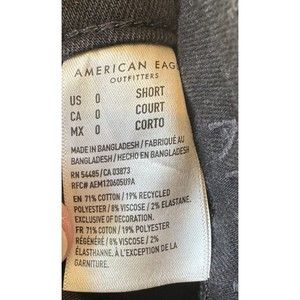 AMERICAN EAG
OUTFITTERS
US 0 SHORT
CA 0 COURT
MX 0 CORTO
MADE IN BANGLADESH / FABRIQUÉ AU
BANGLADESH / HECHO EN BANGLADESH
RN 54485/CA 03873
RFC# AEM120605U9A
EN 71% COTTON / 19% RECYCLED
POLYESTER / 8% VISCOSE / 2% ELASTANE.
EXCLUSIVE OF DECORATION.
FR 71% COTON / 19% POLYESTER
RÉGÉNÉRÉ / 8% VISCOSE / 2%
ÉLASTHANNE. À L'EXCEPTION DE LA
GARNITURE.